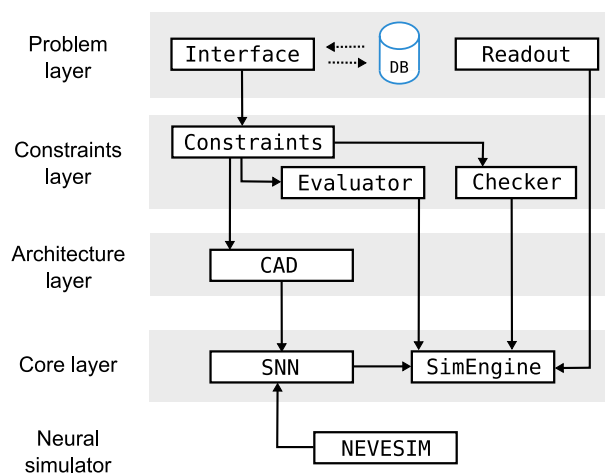 Problem
layer
Interface
DB
Readout
Constraints
layer
Constraints
Evaluator
Checker
Architecture
layer
CAD
Core layer
SNN
SimEngine
Neural
simulator
NEVESIM